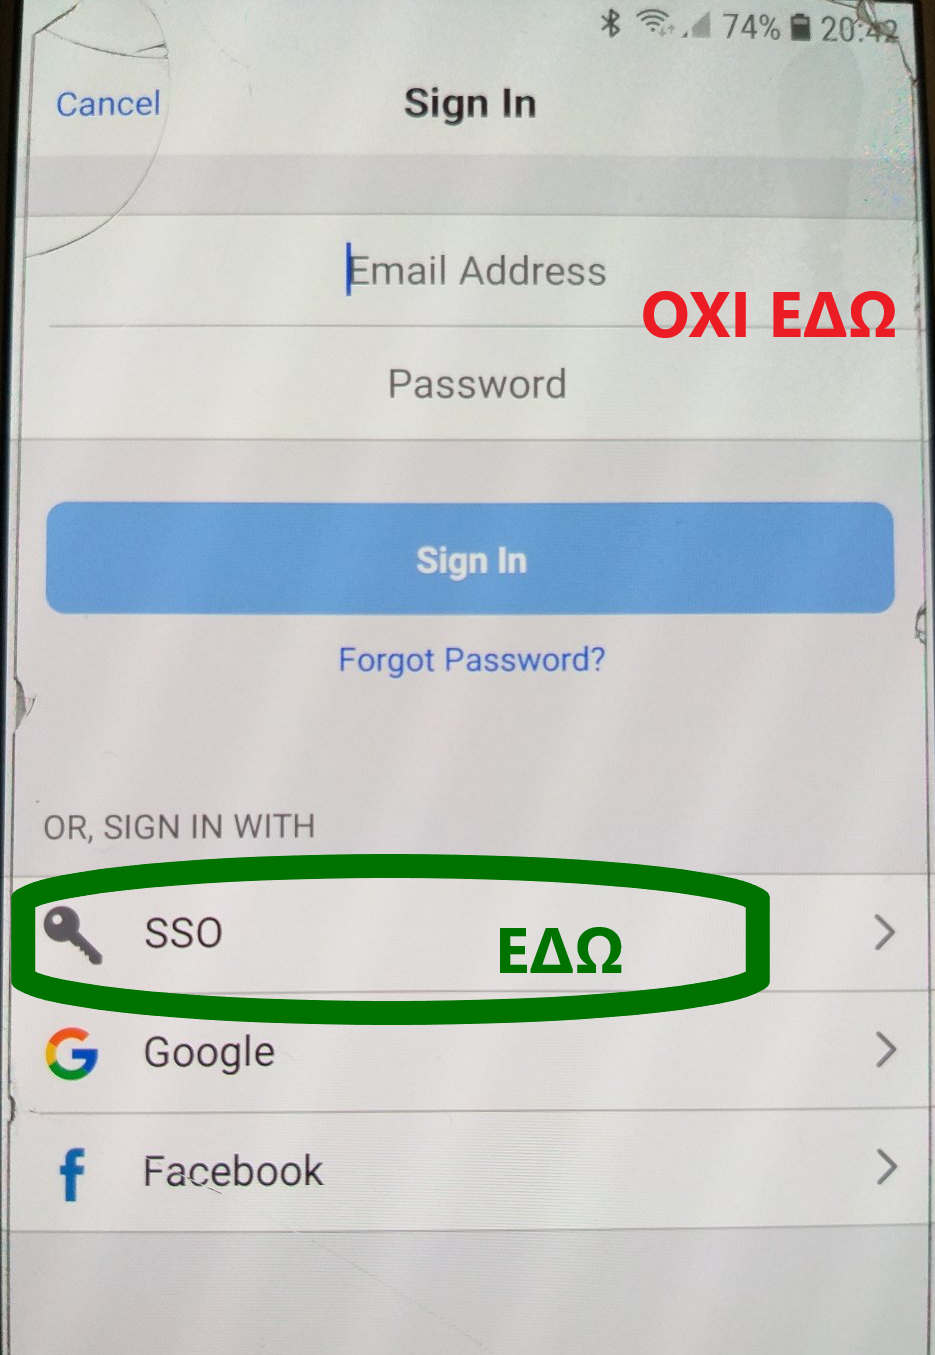 74% 20:42
Cancel Sign In
Email Address
ΟΧΙ ΕΔΩ
Password
Sign In
Forgot Password?
OR, SIGN IN WITH
SSO ΕΔΩ
Google
Facebook